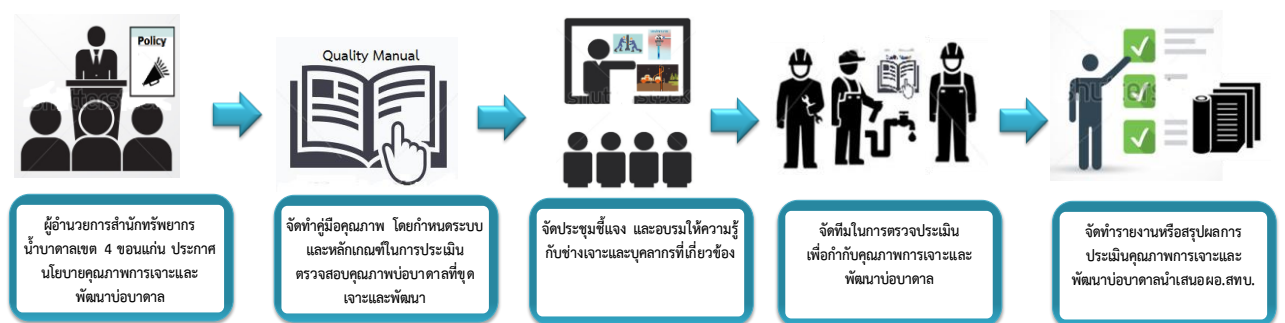 Policy
Quality Manual
ผู้อำนวยการสำนักทรัพยากร
น้ำบาดาลเขต 4 ขอนแก่น ประกาศ
นโยบายคุณภาพการเจาะและ
พัฒนาบ่อบาดาล
จัดทำคู่มือคุณภาพ โดยกำหนดระบบ
และหลักเกณฑ์ในการประเมิน
ตรวจสอบคุณภาพบ่อบาดาลที่ขุด
เจาะและพัฒนา
จัดประชุมชี้แจง และอบรมให้ความรู้
กับช่างเจาะและบุคลากรที่เกี่ยวข้อง
จัดทีมในการตรวจประเมิน
เพื่อกำกับคุณภาพการเจาะและ
พัฒนาบ่อบาดาล
จัดทำรายงานหรือสรุปผลการ
ประเมินคุณภาพการเจาะและ
พัฒนาบ่อบาดาลนำเสนอผอ.สทบ.